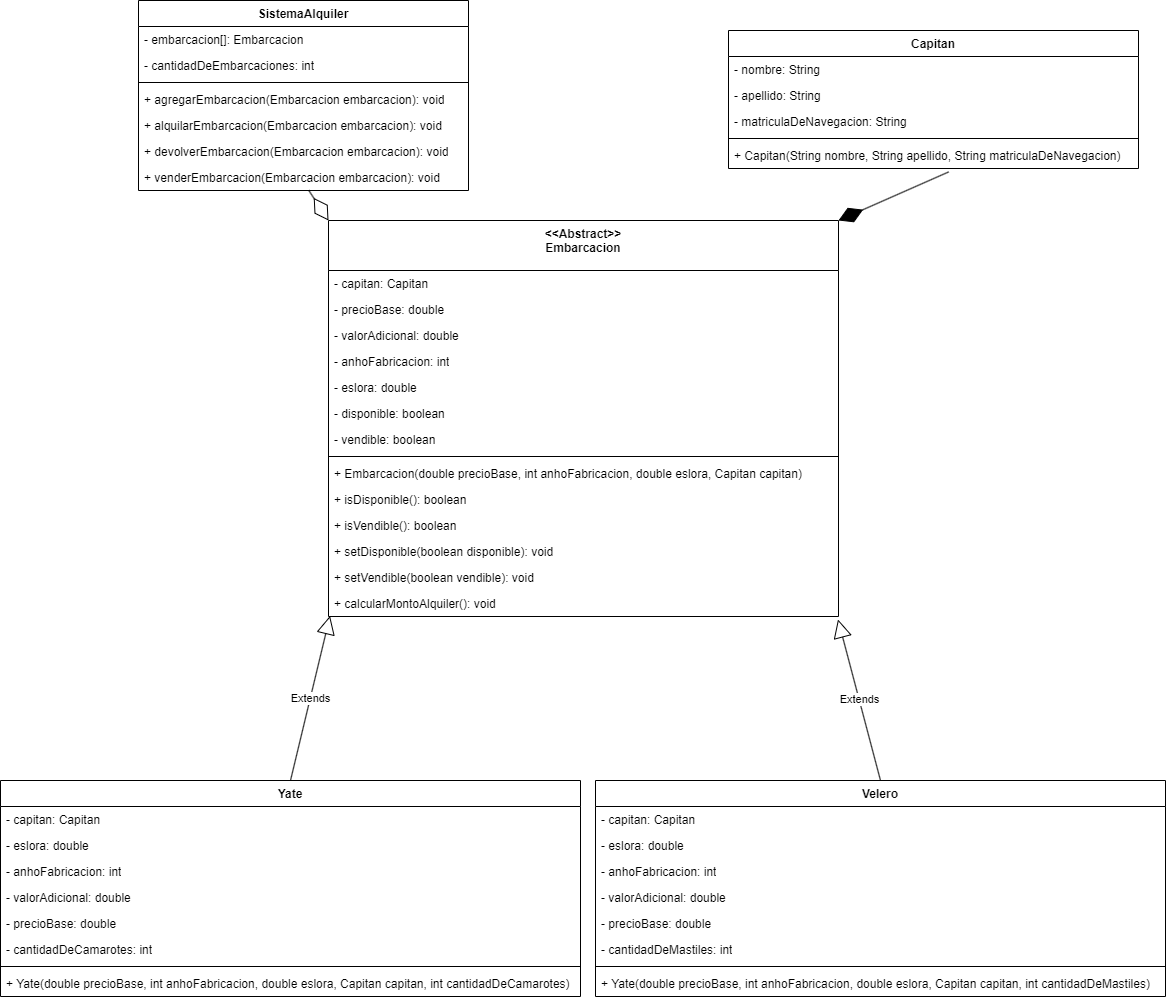 SistemaAlquiler
- embarcacion[]: Embarcacion
- cantidadDeEmbarcaciones: int
+ agregarEmbarcacion(Embarcacion embarcacion): void
+ alquilarEmbarcacion(Embarcacion embarcacion): void
+ devolverEmbarcacion(Embarcacion embarcacion): void
+ venderEmbarcacion(Embarcacion embarcacion): void
Capitan
- nombre: String
- apellido: String
- matriculaDeNavegacion: String
+ Capitan(String nombre, String apellido, String matriculaDeNavegacion)
<<Abstract>>
Embarcacion
- capitan: Capitan
- precioBase: double
- valorAdicional: double
- anhoFabricacion: int
- eslora: double
- disponible: boolean
- vendible: boolean
+ Embarcacion(double precioBase, int anhoFabricacion, double eslora, Capitan capitan)
+ isDisponible(): boolean
+ isVendible(): boolean
+ setDisponible(boolean disponible): void
+ setVendible(boolean vendible): void
+ calcularMontoAlquiler(): void
Extends
Extends
Yate
- capitan: Capitan
- eslora: double
- anhoFabricacion: int
- valorAdicional: double
- precioBase: double
- cantidadDeCamarotes: int
+ Yate(double precioBase, int anhoFabricacion, double eslora, Capitan capitan, int cantidadDeCamarotes)
Velero
- capitan: Capitan
- eslora: double
- anhoFabricacion: int
- valorAdicional: double
- precioBase: double
- cantidadDeMastiles: int
+ Yate(double precioBase, int anhoFabricacion, double eslora, Capitan capitan, int cantidadDeMastiles)